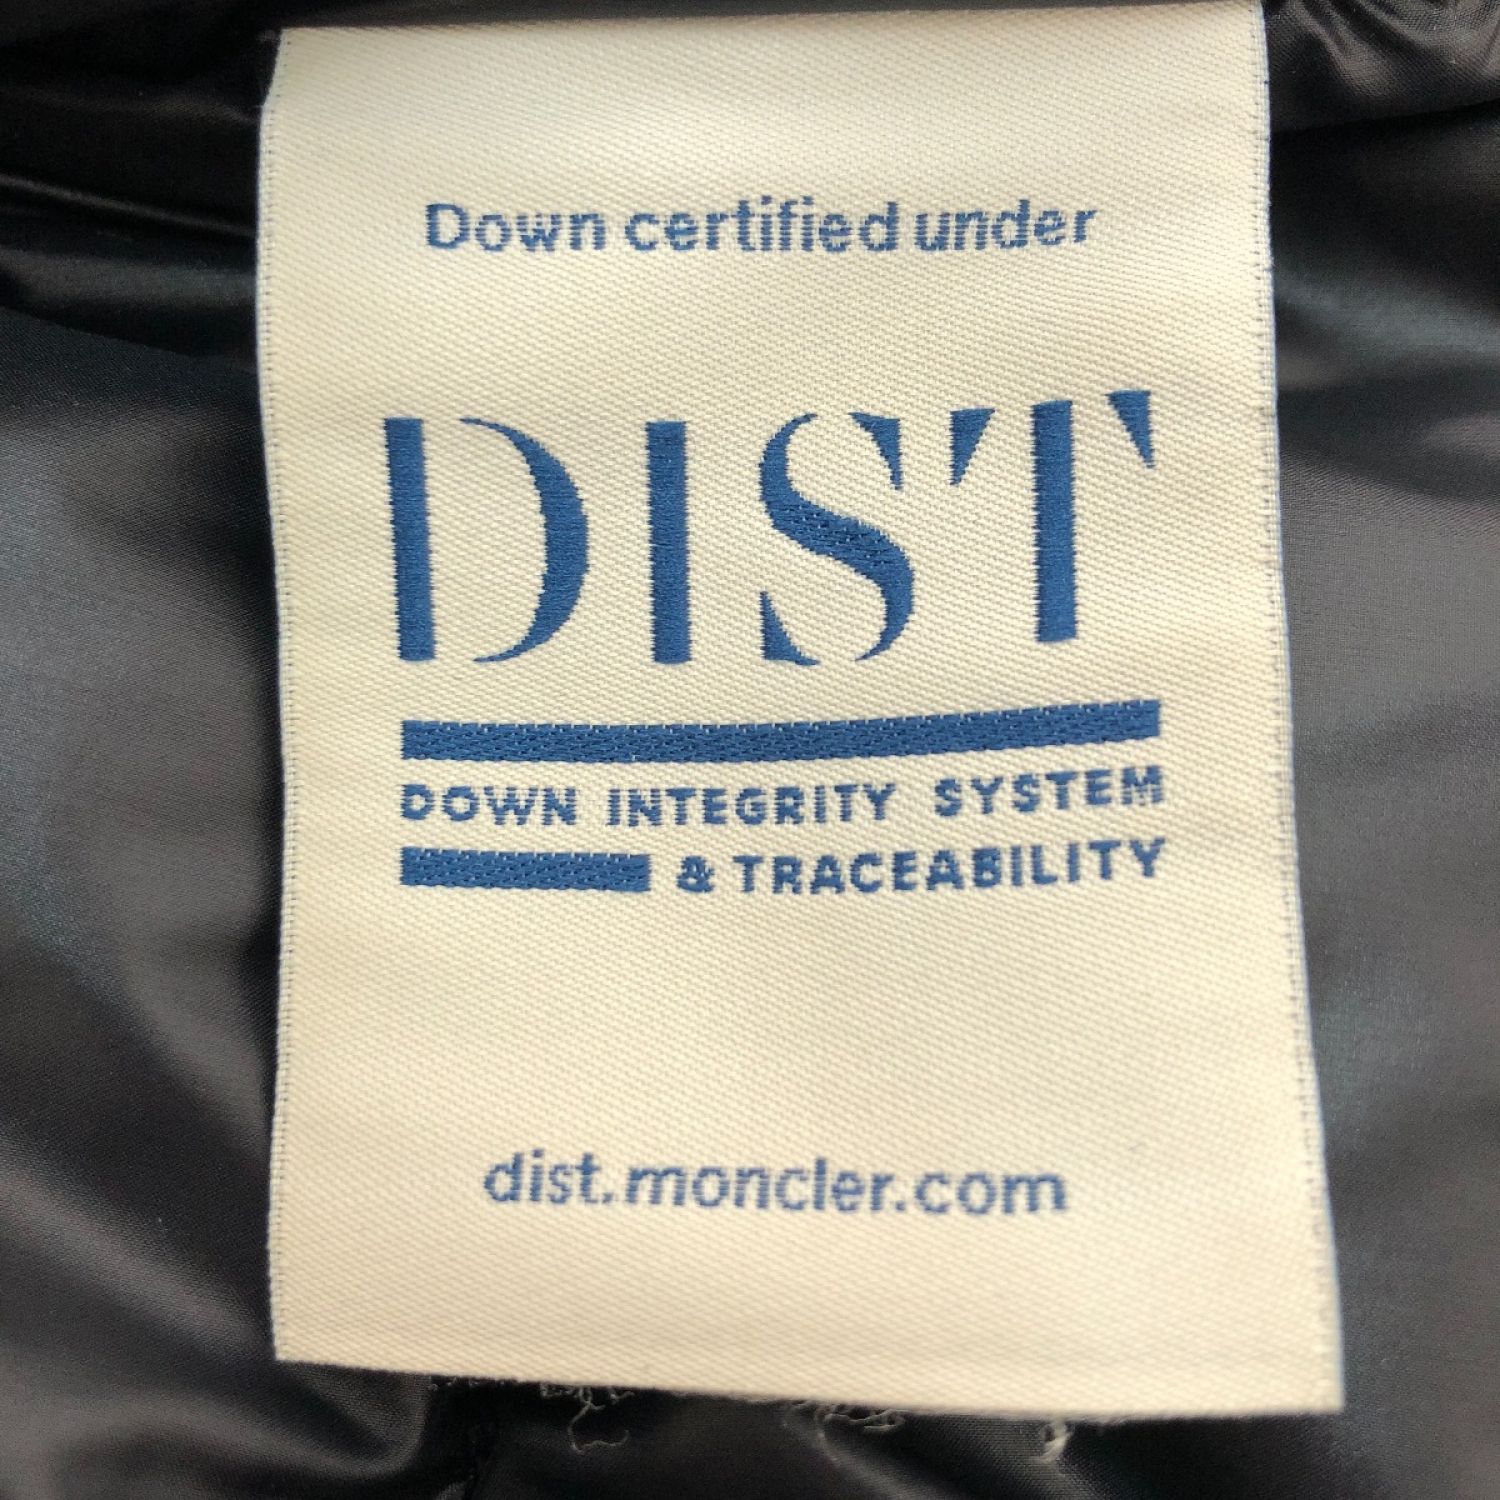 Down certified under
DIST
DOWN INTEGRITY SYSTEM
& TRACEABILITY
dist.moncler.com